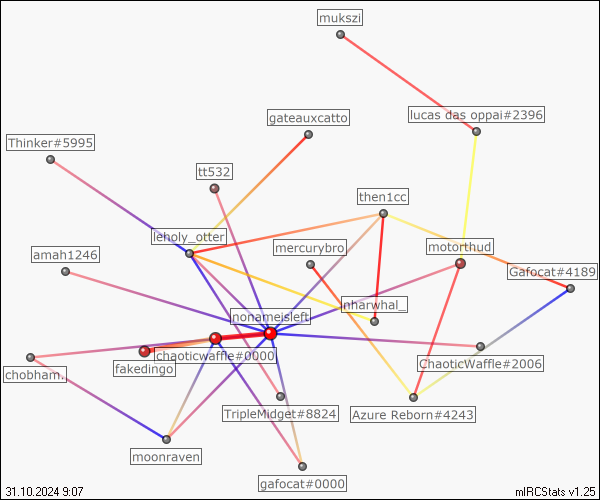 mukszi
lucas das oppai#2396
gateauxcatto
Thinker#5995
tt532
then1cc
leholy_otter
mercurybro
motorthud
amah1246
Gafocat#4189
inharwhal_
nonameisleft
chaoticwaffle#0000
ChaoticWaffle#2006
fakedingo
chobham.
TripleMidget#8824
Azure Reborn#4243
moonraven
gafocat#0000
31.10.2024 9:07
mIRCStats v1.25